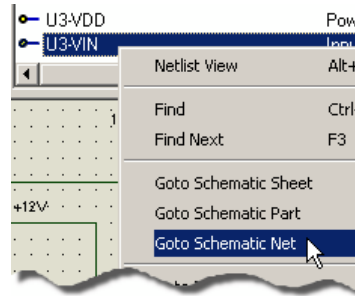 U3-VDD Pow
U3-VIN
Netlist View Alt+
1
Find Ctrl
Find Next F3
Goto Schematic Sheet
+12V
Goto Schematic Part
Goto Schematic Net